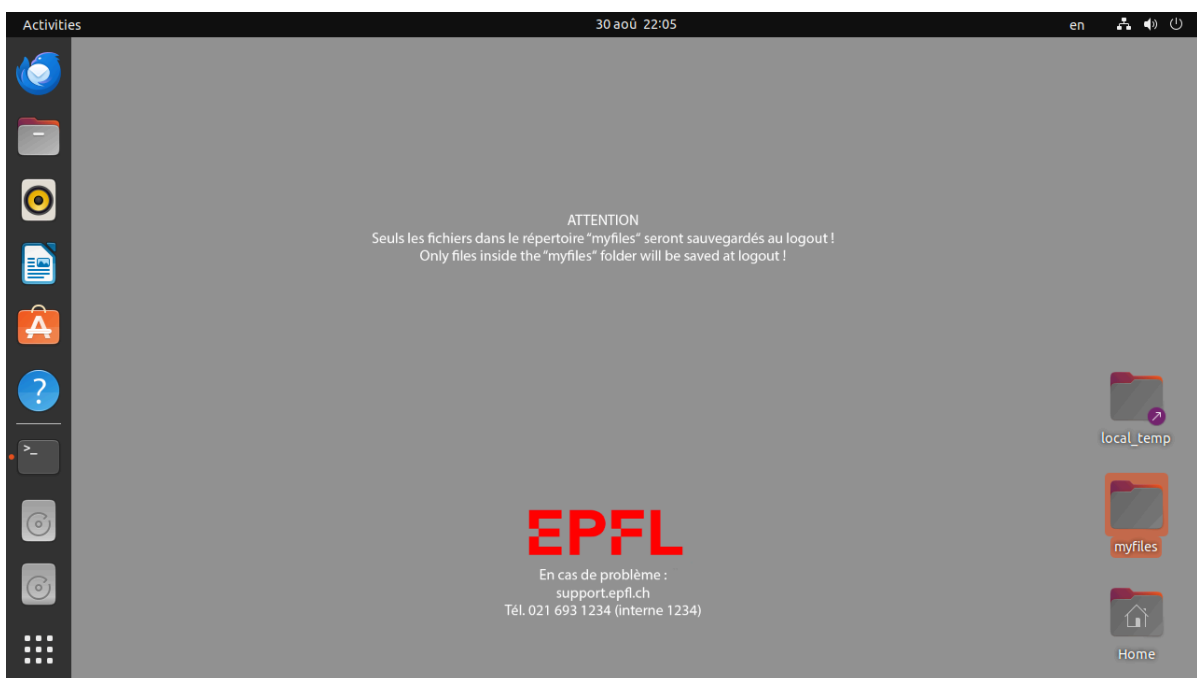 Activities
30 aoû 22:05
en
ATTENTION
Seuls les fichiers dans le répertoire "myfiles" seront sauvegardés au logout !
Only files inside the "myfiles" folder will be saved at logout !
local_temp
myfiles
EPFL
En cas de problème :
support.epfl.ch
Tél. 021 693 1234 (interne 1234)
Home